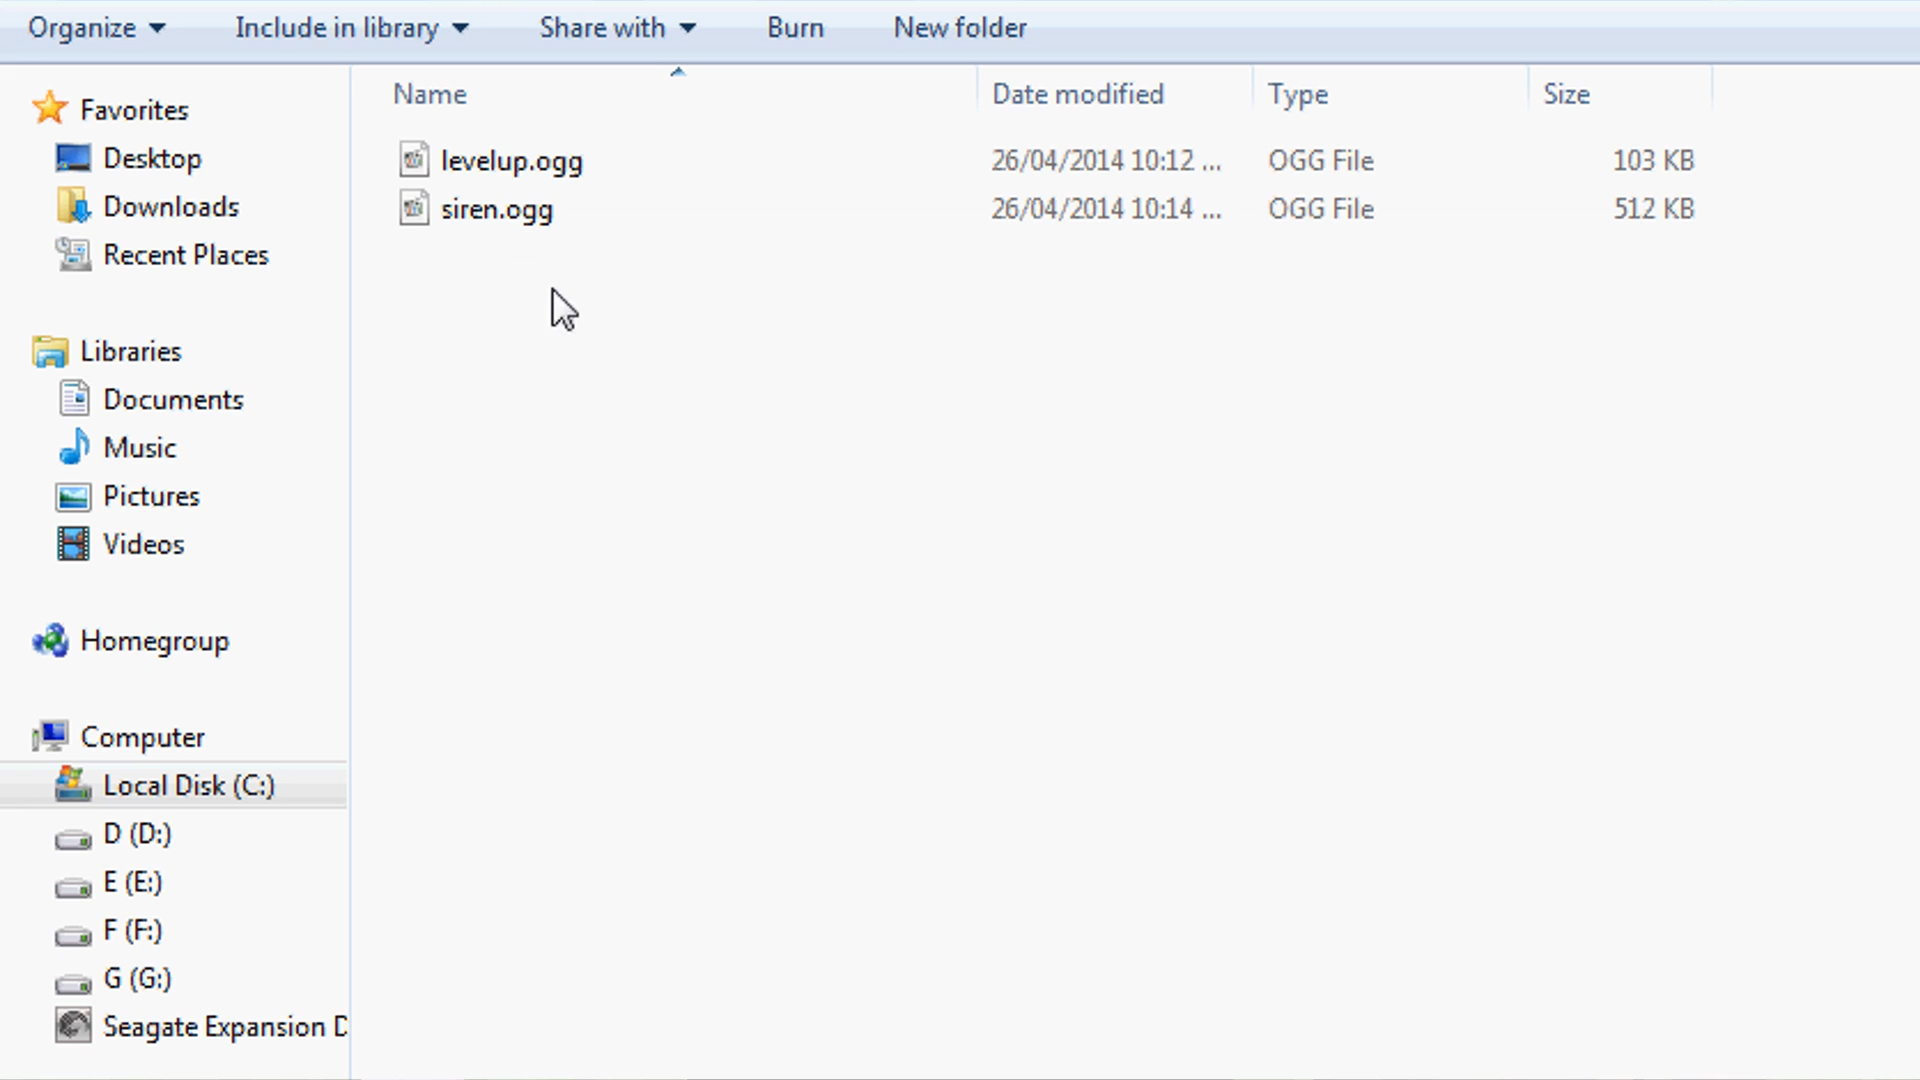 Organize Include in library Share with Burn New folder
Name Date modified Type Size
levelup.ogg 26/04/2014 10:12 ... OGG File 103 KB
siren.ogg 26/04/2014 10:14 ... OGG File 512 KB
Favorites
Desktop
Downloads
Recent Places
Libraries
Documents
Music
Pictures
Videos
Homegroup
Computer
Local Disk (C:)
D (D:)
E (E:)
F (F:)
G (G:)
Seagate Expansion D